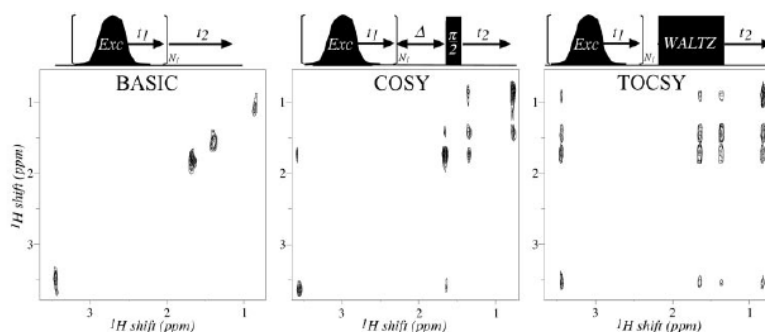 Exc t1 N1 t2
Exc t1 N1 Δ π/2 t2
Exc t1 N1 WALTZ t2
BASIC
COSY
TOCSY
1H shift (ppm)
1
2
3
1
2
3
1
2
3
3
2
1
3
2
1
3
2
1
1H shift (ppm)
1H shift (ppm)
1H shift (ppm)